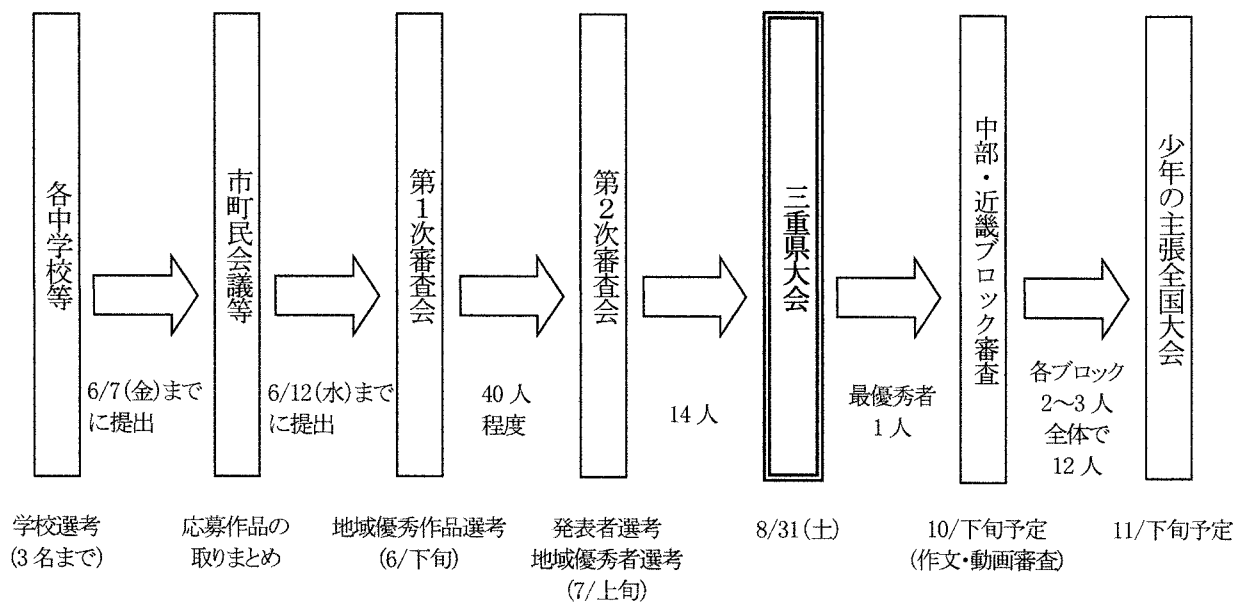 各中学校等
6/7(金)まで
に提出
市町民会議等
6/12(水)まで
に提出
第1次審査会
40人
程度
第2次審査会
14人
三重県大会
最優秀者
1人
中部・近畿ブロック審査
各ブロック
2～3人
全体で
12人
少年の主張全国大会
学校選考
(3名まで)
応募作品の
取りまとめ
地域優秀作品選考
(6/下旬)
発表者選考
地域優秀者選考
(7/上旬)
8/31(土)
10/下旬予定
(作文・動画審査)
11/下旬予定